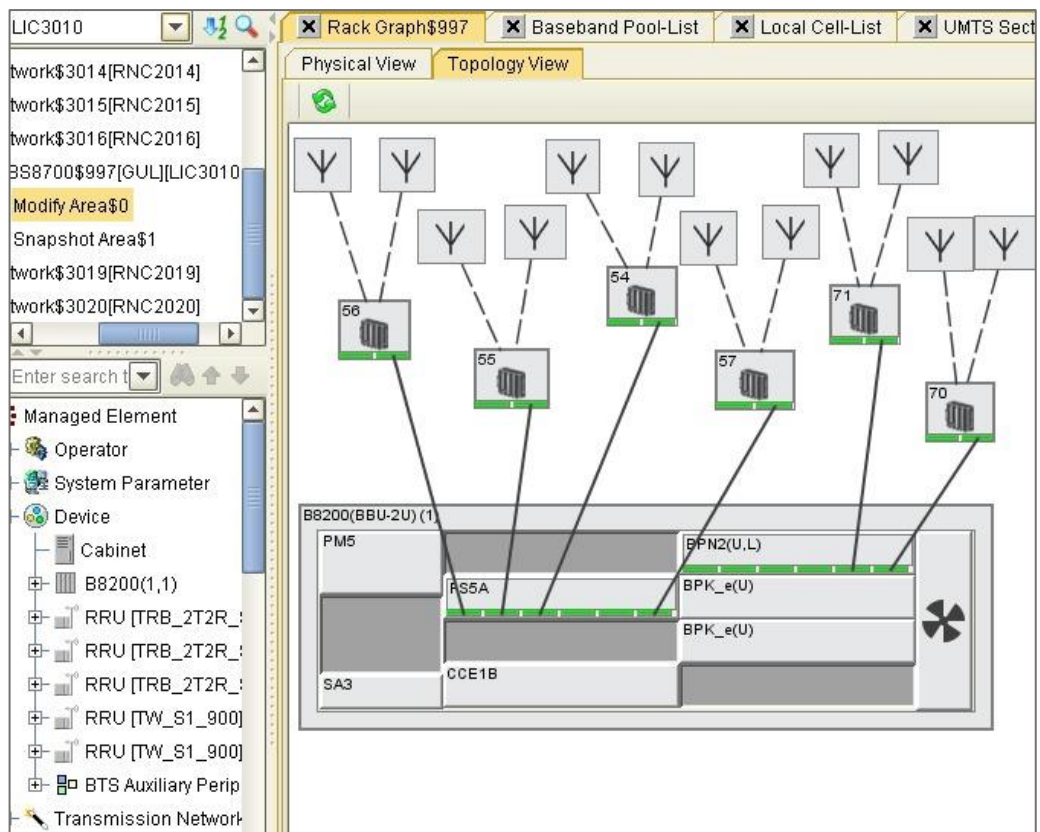 LIC3010
Rack Graph$997
Baseband Pool-List
Local Cell-List
UMTS Sect
Physical View
Topology View
twork$3014[RNC2014]
twork$3015[RNC2015]
twork$3016[RNC2016]
BS8700$997[GUL][LIC3010
Modify Area$0
Snapshot Area$1
twork$3019[RNC2019]
twork$3020[RNC2020]
Enter search t
Managed Element
Operator
System Parameter
Device
Cabinet
B8200(1,1)
RRU [TRB_2T2R_
RRU [TRB_2T2R_
RRU [TRB_2T2R_
RRU [TW_S1_900]
RRU [TW_S1_900]
BTS Auxiliary Perip
Transmission Network
56
55
54
57
71
70
B8200(BBU-2U)(1)
PM5
BPN2(U,L)
FS5A
BPK_e(U)
BPK_e(U)
SA3
CCE1B